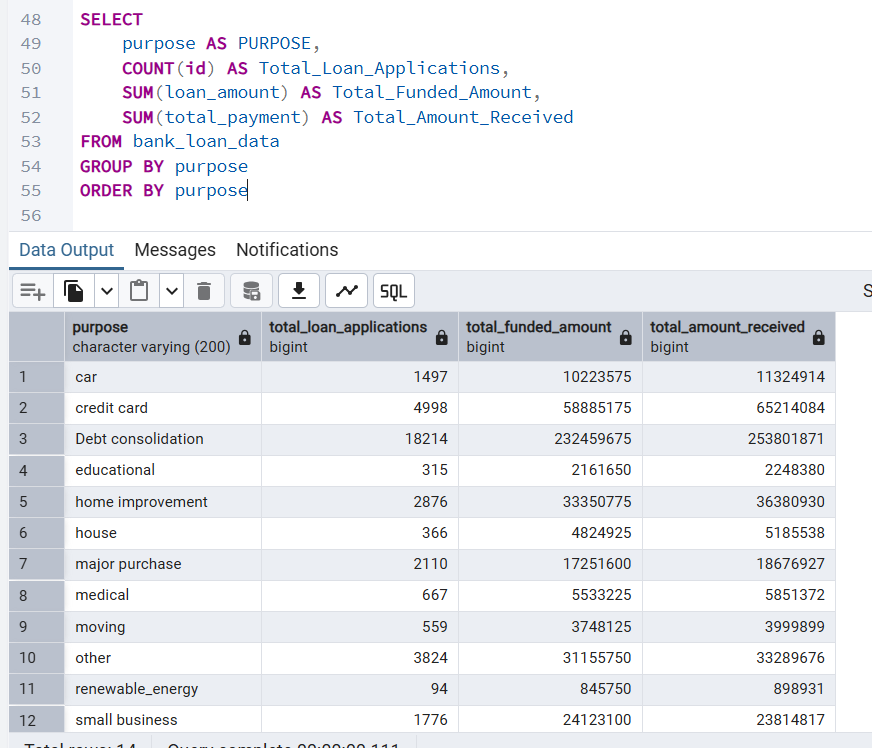 48 SELECT
49 purpose AS PURPOSE,
50 COUNT(id) AS Total_Loan_Applications,
51 SUM(loan_amount) AS Total_Funded_Amount,
52 SUM(total_payment) AS Total_Amount_Received
53 FROM bank_loan_data
54 GROUP BY purpose
55 ORDER BY purpose
56
Data Output Messages Notifications
SQL S
purpose total_loan_applications total_funded_amount total_amount_received
character varying (200) bigint bigint bigint
1 car 1497 10223575 11324914
2 credit card 4998 58885175 65214084
3 Debt consolidation 18214 232459675 253801871
4 educational 315 2161650 2248380
5 home improvement 2876 33350775 36380930
6 house 366 4824925 5185538
7 major purchase 2110 17251600 18676927
8 medical 667 5533225 5851372
9 moving 559 3748125 3999899
10 other 3824 31155750 33289676
11 renewable_energy 94 845750 898931
12 small business 1776 24123100 23814817
Total rows: 14 Query complete 00:00:00.111